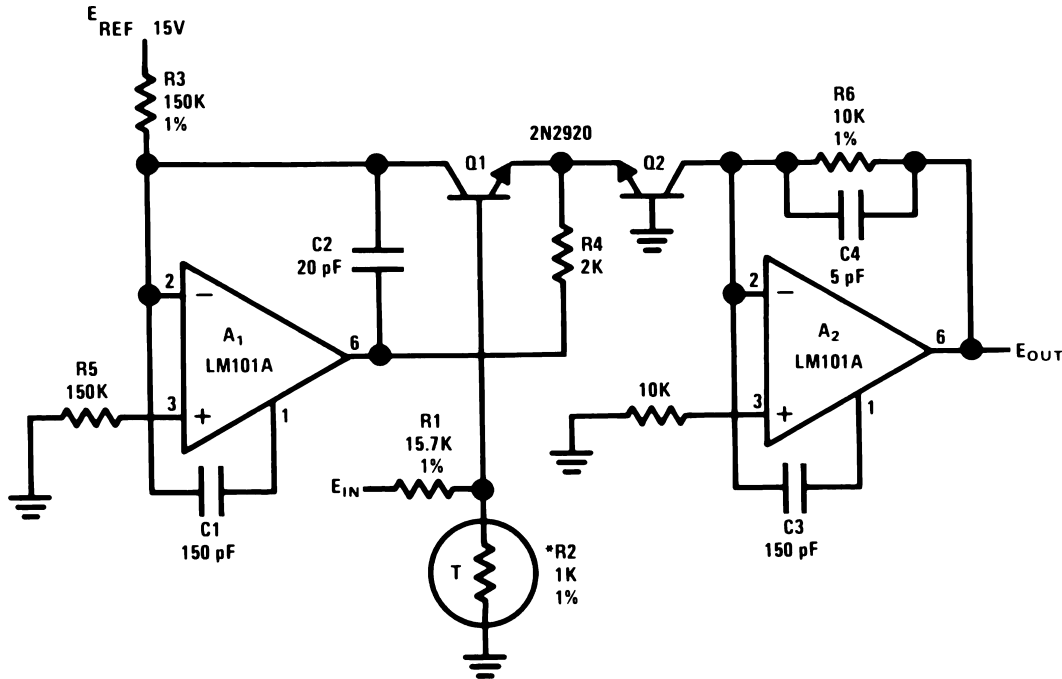 E
REF 15V
R3
150K
1%
2N2920
Q1
Q2
R6
10K
1%
C4
5 pF
C2
20 pF
R4
2K
2
−
A1
LM101A
6
3
+
1
R5
150K
C1
150 pF
R1
15.7K
1%
EIN
T
*R2
1K
1%
2
−
A2
LM101A
6
EOUT
10K
3
+
1
C3
150 pF